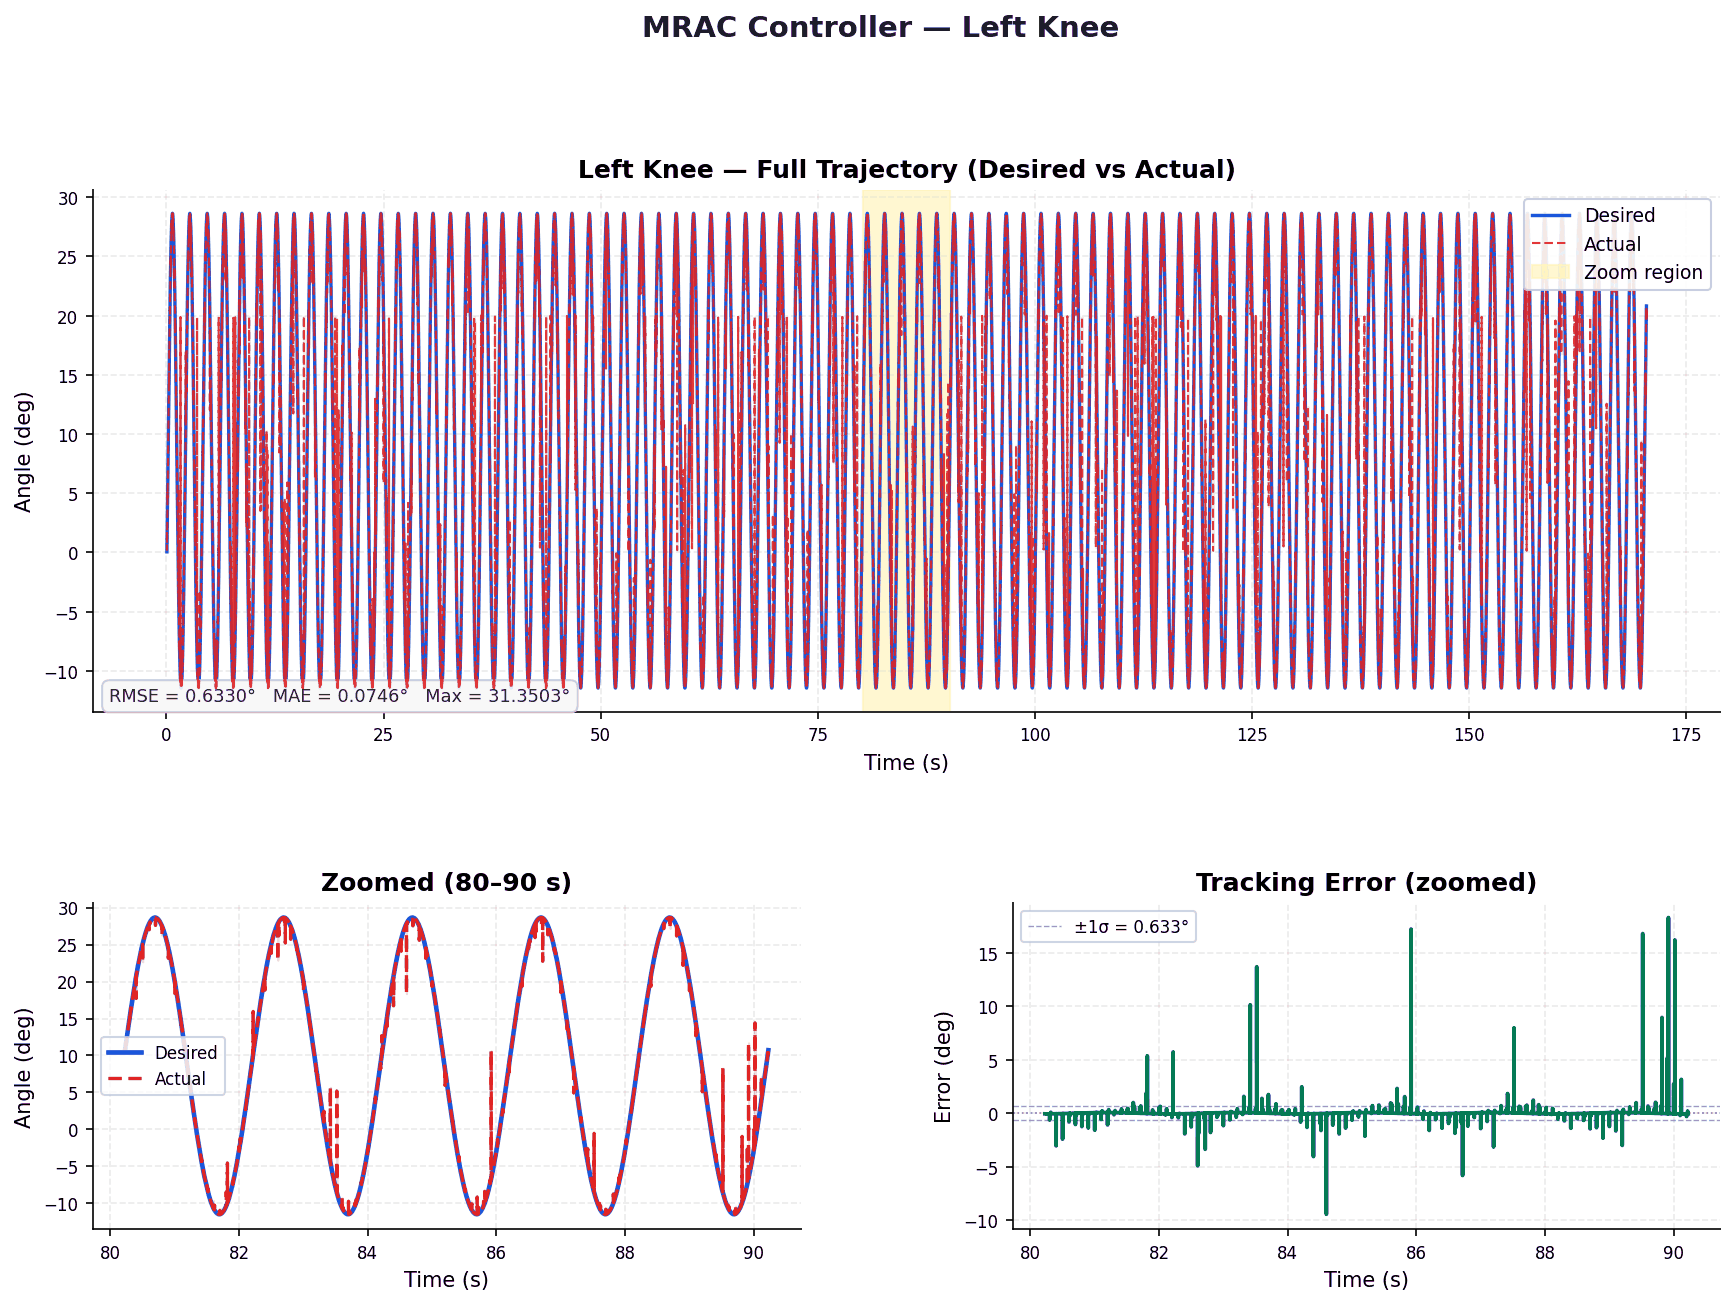 MRAC Controller — Left Knee
Left Knee — Full Trajectory (Desired vs Actual)
Angle (deg)
30
25
20
15
10
5
0
−5
−10
Desired
Actual
Zoom region
RMSE = 0.6330°   MAE = 0.0746°   Max = 31.3503°
0 25 50 75 100 125 150 175
Time (s)
Zoomed (80–90 s)
Angle (deg)
30
25
20
15
10
5
0
−5
−10
Desired
Actual
80 82 84 86 88 90
Time (s)
Tracking Error (zoomed)
Error (deg)
±1σ = 0.633°
15
10
5
0
−5
−10
80 82 84 86 88 90
Time (s)